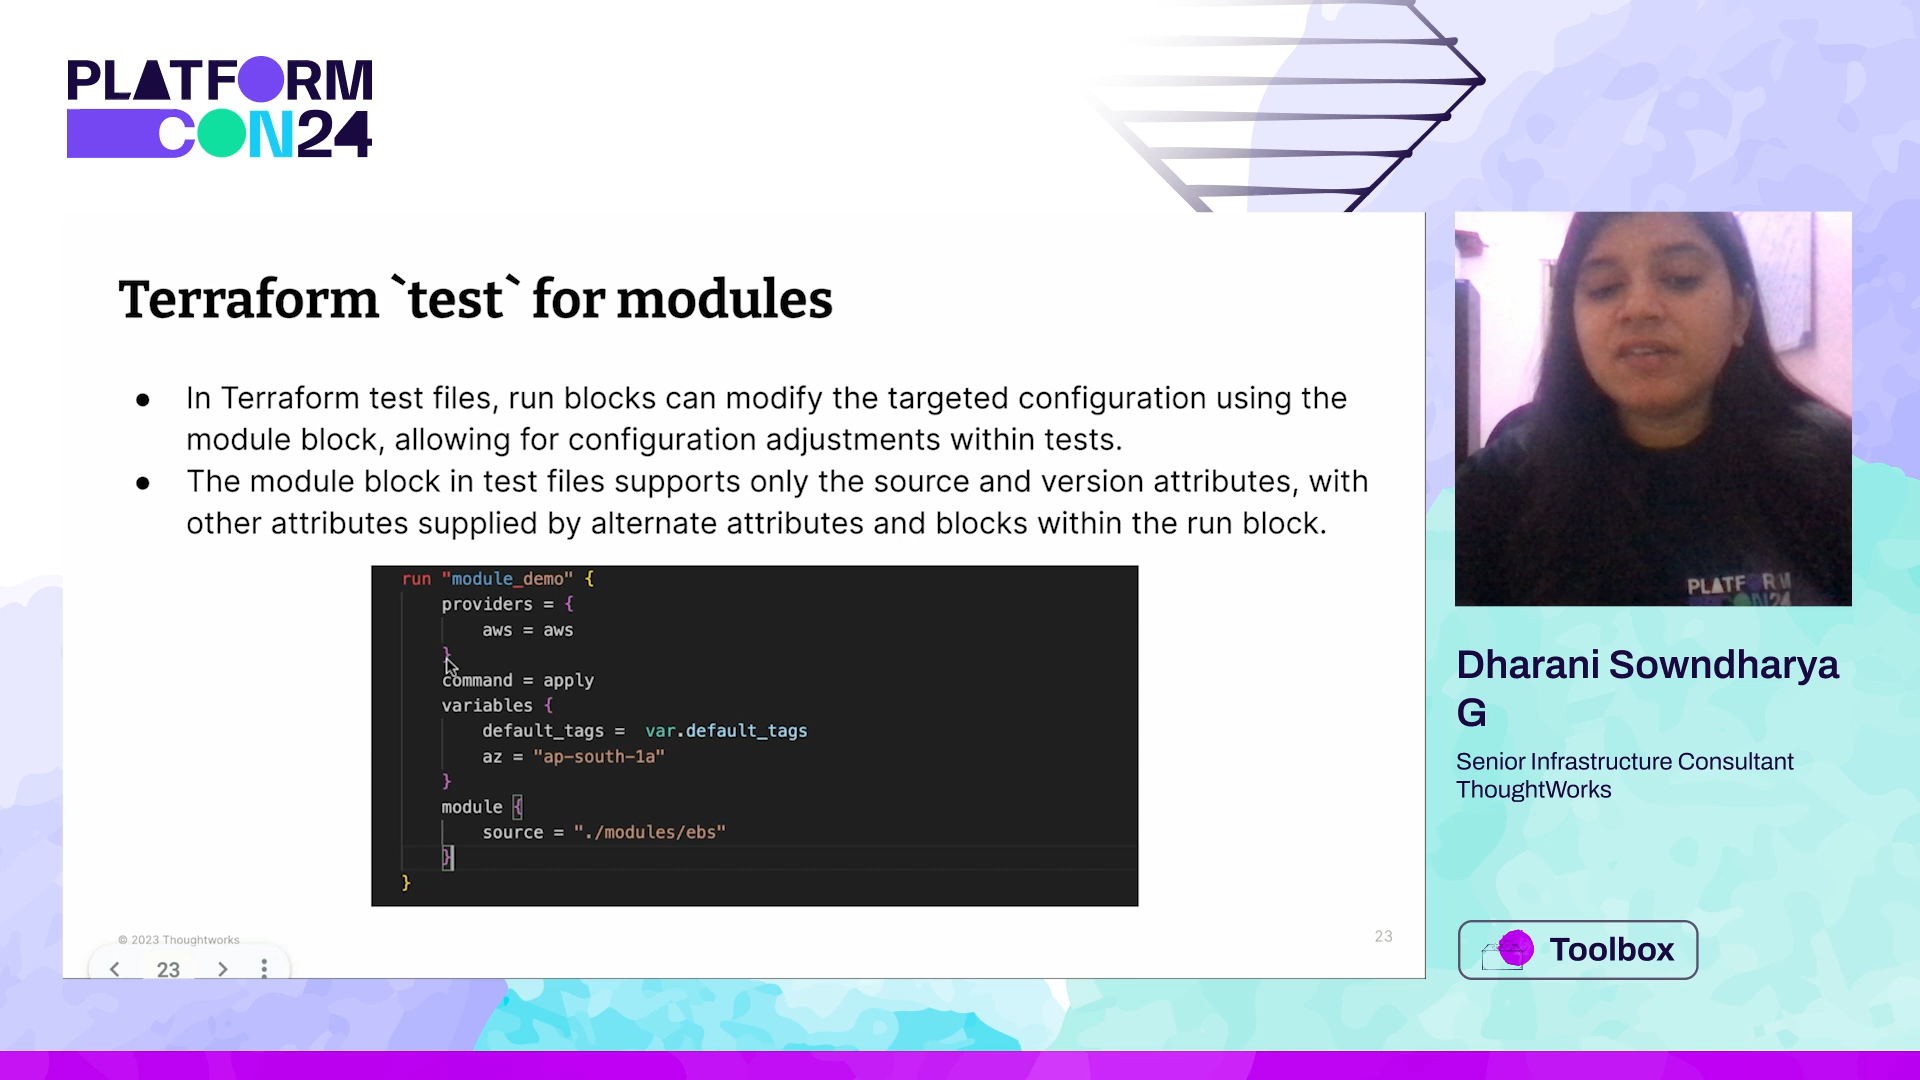 PLATFORM
CON24
Terraform `test` for modules
● In Terraform test files, run blocks can modify the targeted configuration using the
module block, allowing for configuration adjustments within tests.
● The module block in test files supports only the source and version attributes, with
other attributes supplied by alternate attributes and blocks within the run block.
run "module_demo" {
providers = {
aws = aws
}
command = apply
variables {
default_tags = var.default_tags
az = "ap-south-1a"
}
module {
source = "./modules/ebs"
}
}
© 2023 Thoughtworks
23
23
PLATFORM
CON24
Dharani Sowndharya
G
Senior Infrastructure Consultant
ThoughtWorks
Toolbox